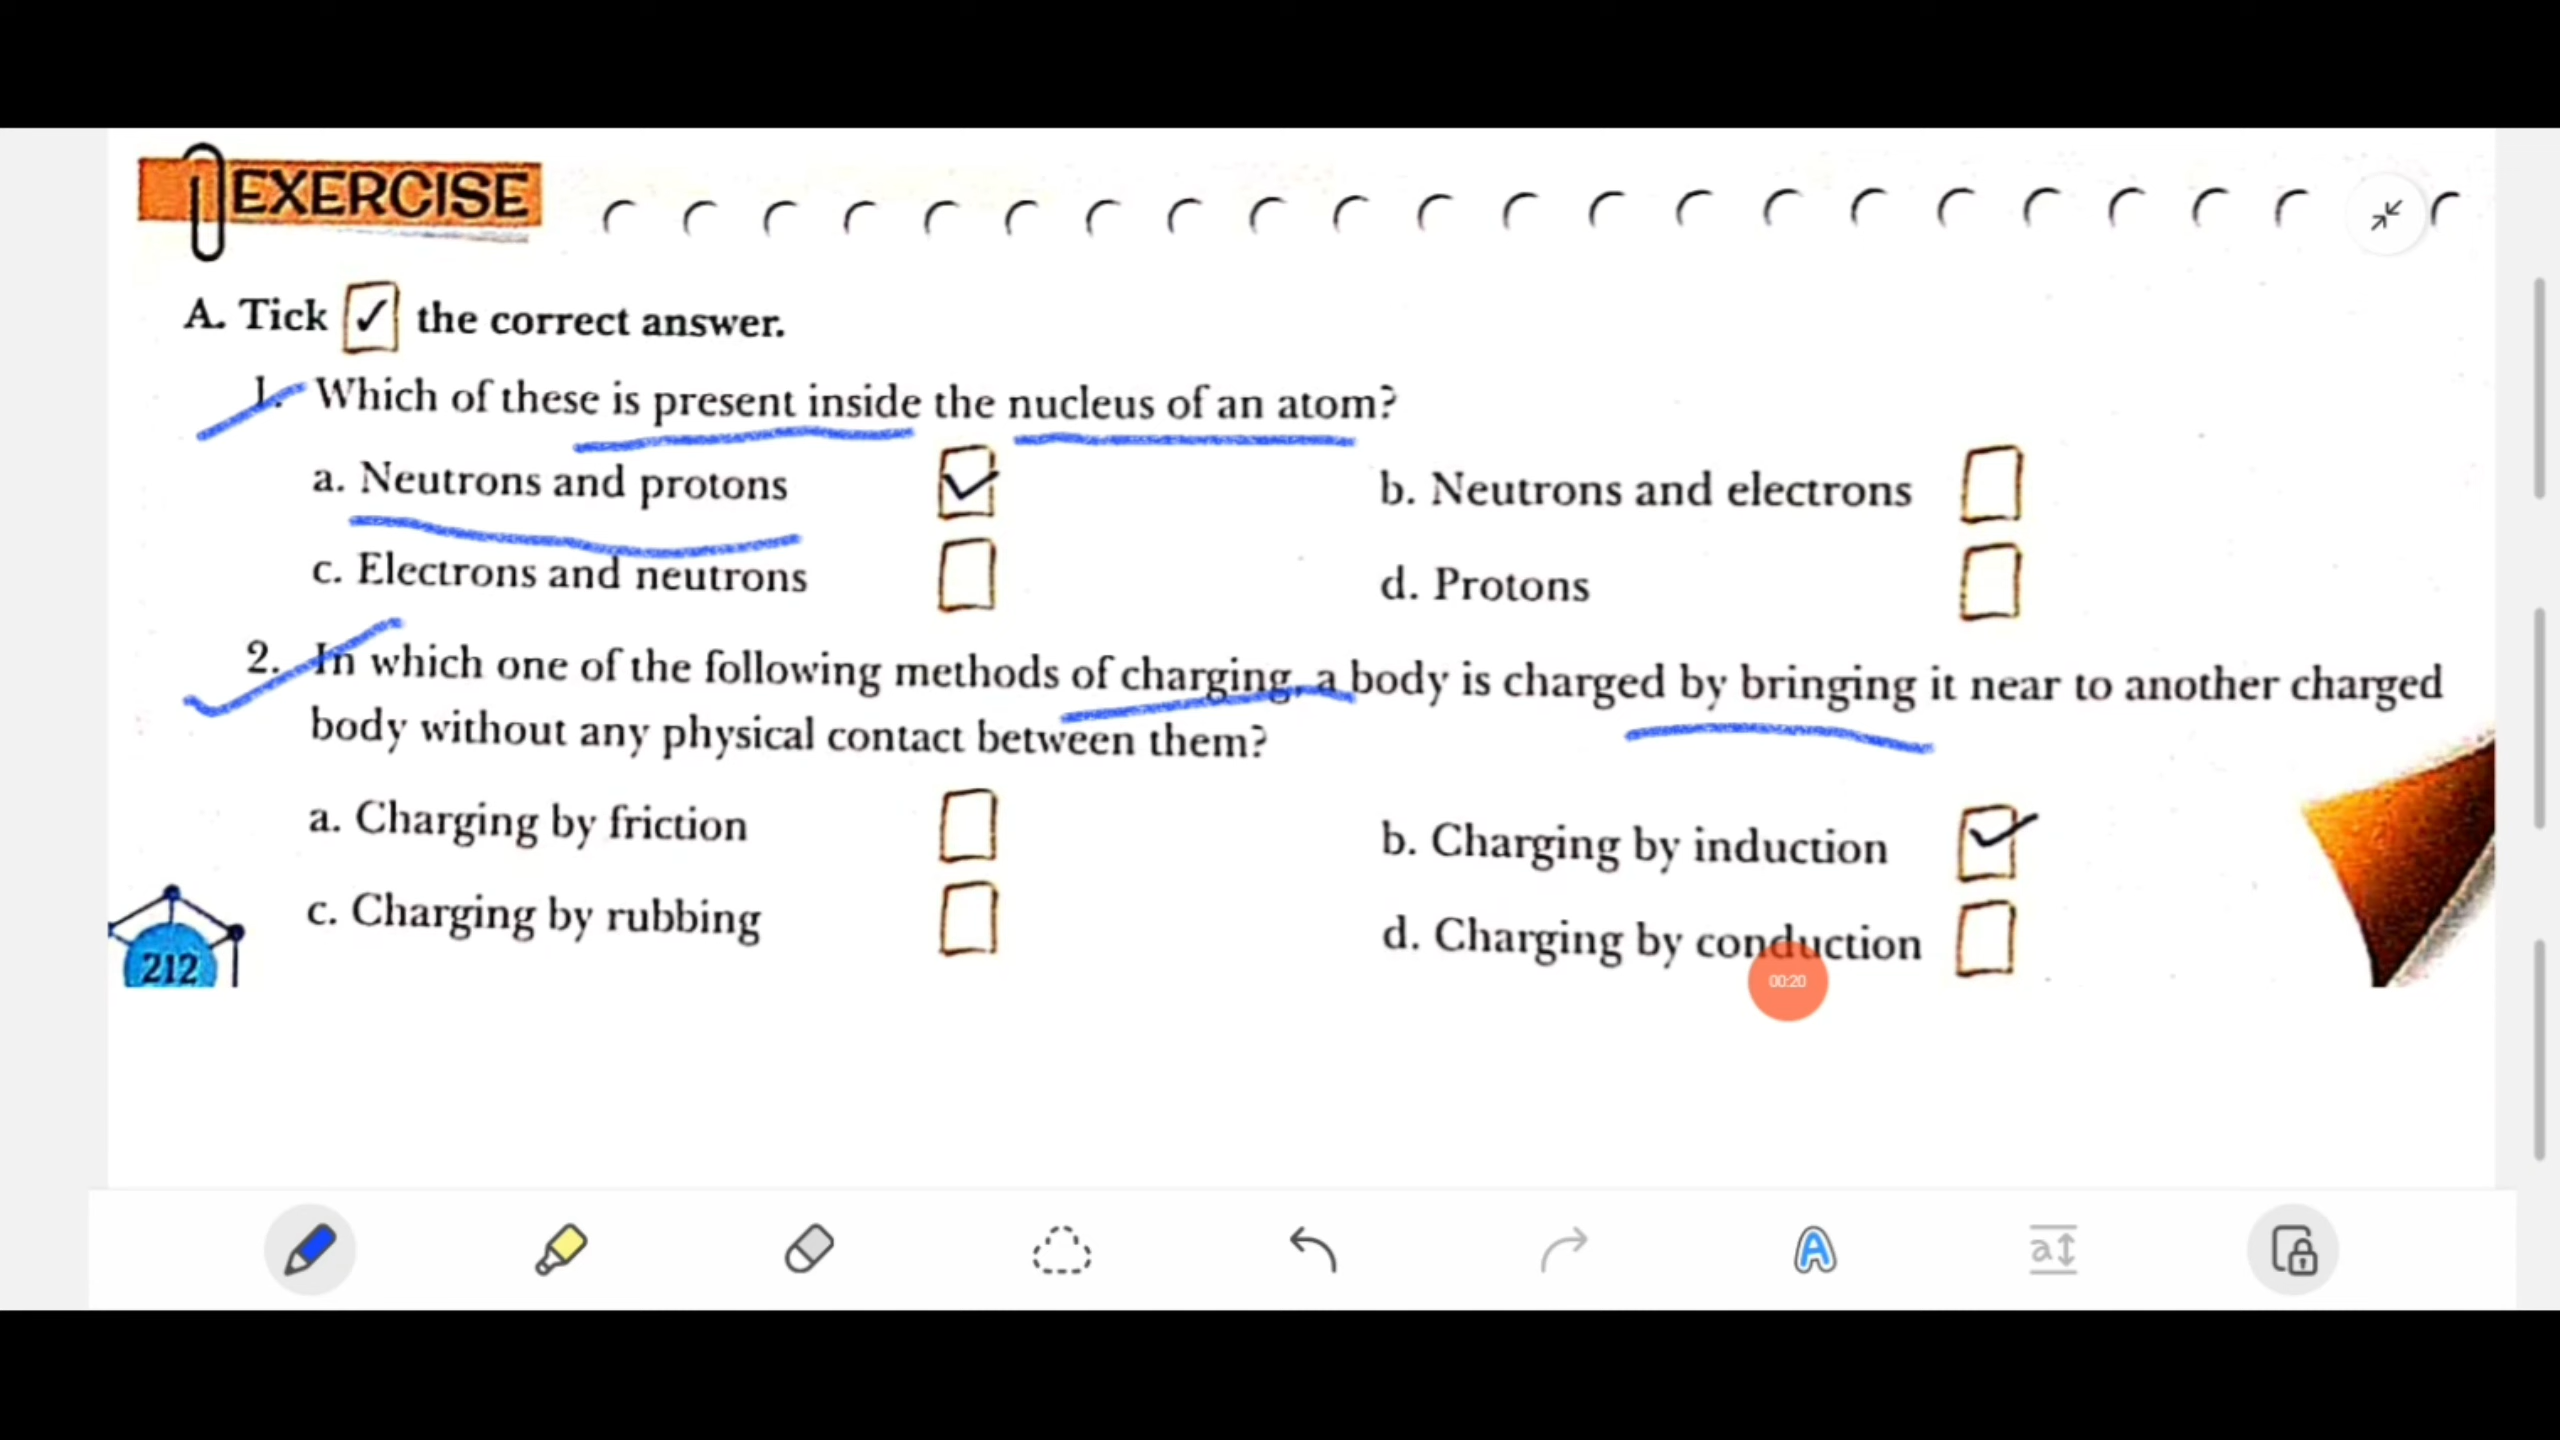 EXERCISE
A. Tick ✓ the correct answer.
1. Which of these is present inside the nucleus of an atom?
a. Neutrons and protons ✓ b. Neutrons and electrons
c. Electrons and neutrons d. Protons
2. In which one of the following methods of charging, a body is charged by bringing it near to another charged
body without any physical contact between them?
a. Charging by friction b. Charging by induction ✓
c. Charging by rubbing d. Charging by conduction
212
00:20
A
a